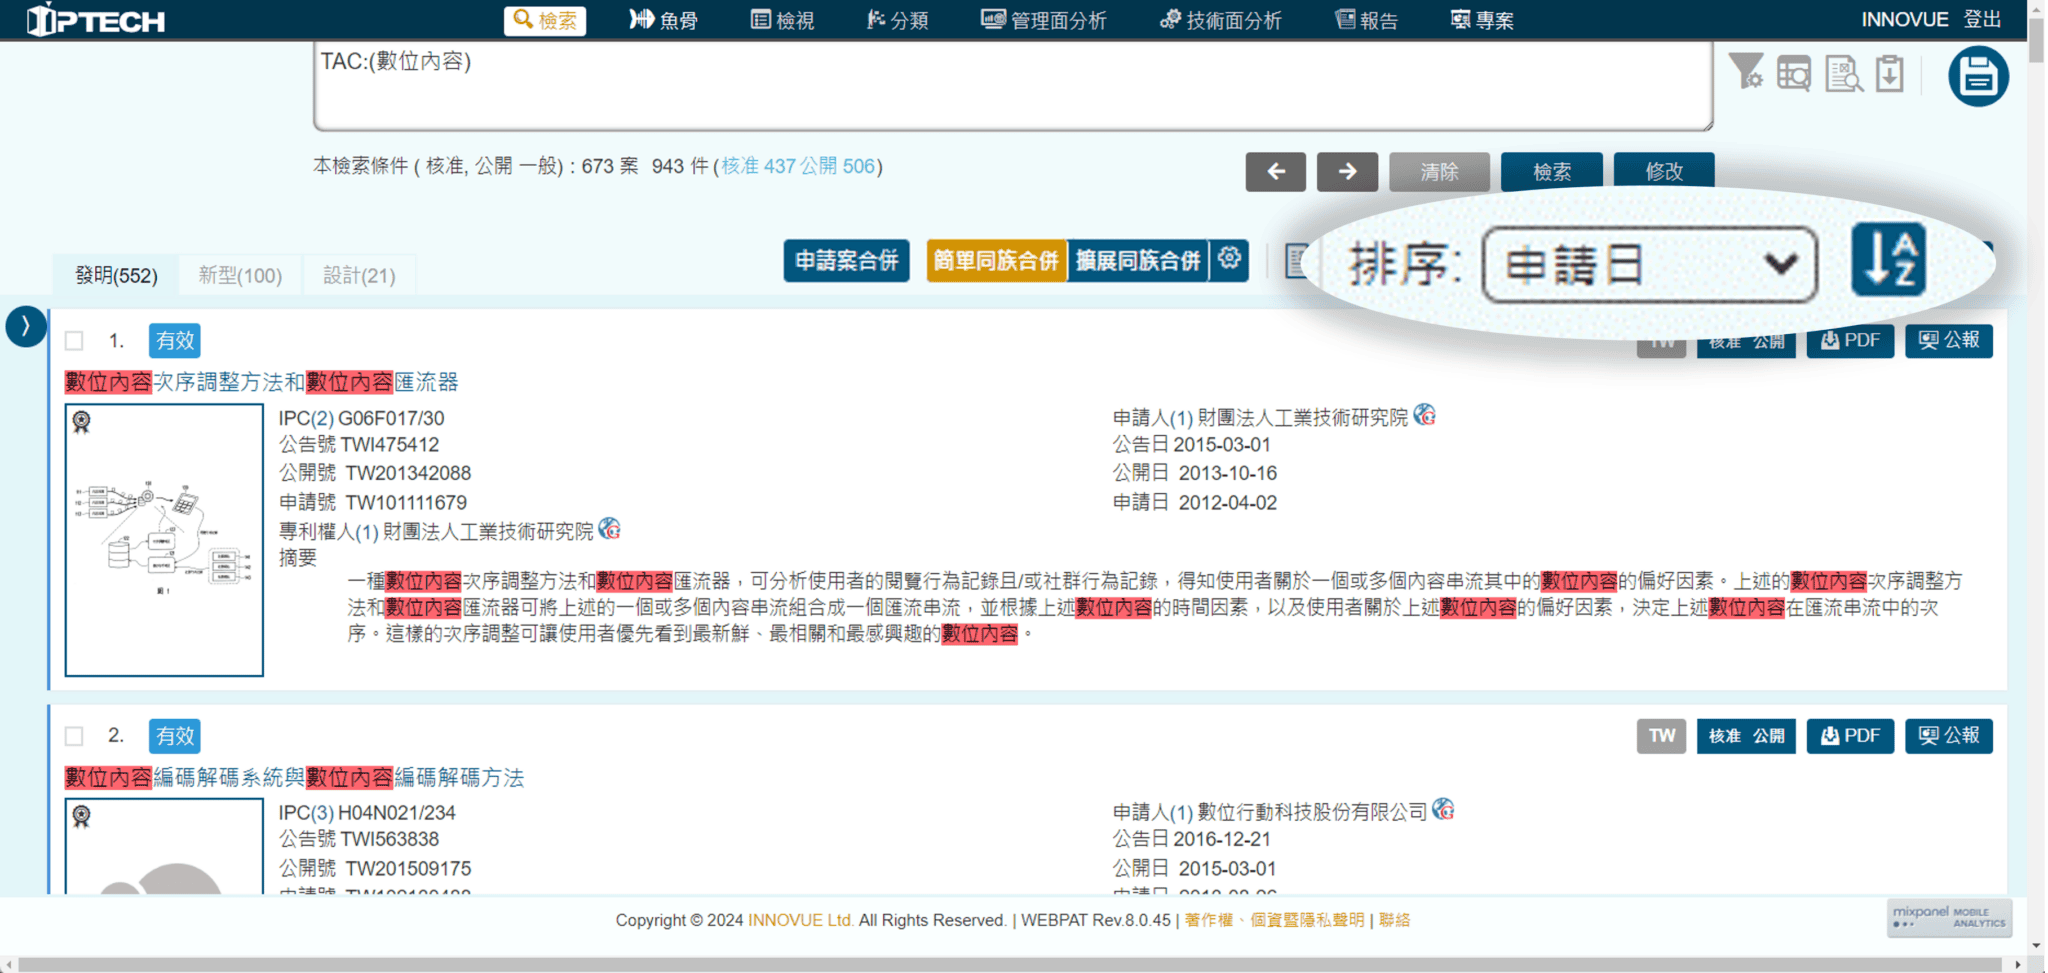 IPTECH
檢索 魚骨 檢視 分類 管理面分析 技術面分析 報告 專案 INNOVUE 登出
TAC:(數位內容)
本檢索條件 ( 核准, 公開 一般) : 673 案 943 件 (核准 437 公開 506)
清除 檢索 修改
發明(552) 新型(100) 設計(21)
申請案合併 簡單同族合併 擴展同族合併
排序: 申請日 A Z
1. 有效 TW 核准 公開 PDF 公報
數位內容次序調整方法和數位內容匯流器
IPC(2) G06F017/30 申請人(1) 財團法人工業技術研究院
公告號 TWI475412 公告日 2015-03-01
公開號 TW201342088 公開日 2013-10-16
申請號 TW101111679 申請日 2012-04-02
專利權人(1) 財團法人工業技術研究院
摘要
一種數位內容次序調整方法和數位內容匯流器，可分析使用者的閱覽行為記錄且/或社群行為記錄，得知使用者關於一個或多個內容串流其中的數位內容的偏好因素。上述的數位內容次序調整方
法和數位內容匯流器可將上述的一個或多個內容串流組合成一個匯流串流，並根據上述數位內容的時間因素，以及使用者關於上述數位內容的偏好因素，決定上述數位內容在匯流串流中的次
序。這樣的次序調整可讓使用者優先看到最新鮮、最相關和最感興趣的數位內容。
圖 1
2. 有效 TW 核准 公開 PDF 公報
數位內容編碼解碼系統與數位內容編碼解碼方法
IPC(3) H04N021/234 申請人(1) 數位行動科技股份有限公司
公告號 TWI563838 公告日 2016-12-21
公開號 TW201509175 公開日 2015-03-01
Copyright © 2024 INNOVUE Ltd. All Rights Reserved. | WEBPAT Rev.8.0.45 | 著作權、個資暨隱私聲明 | 聯絡
mixpanel MOBILE
ANALYTICS